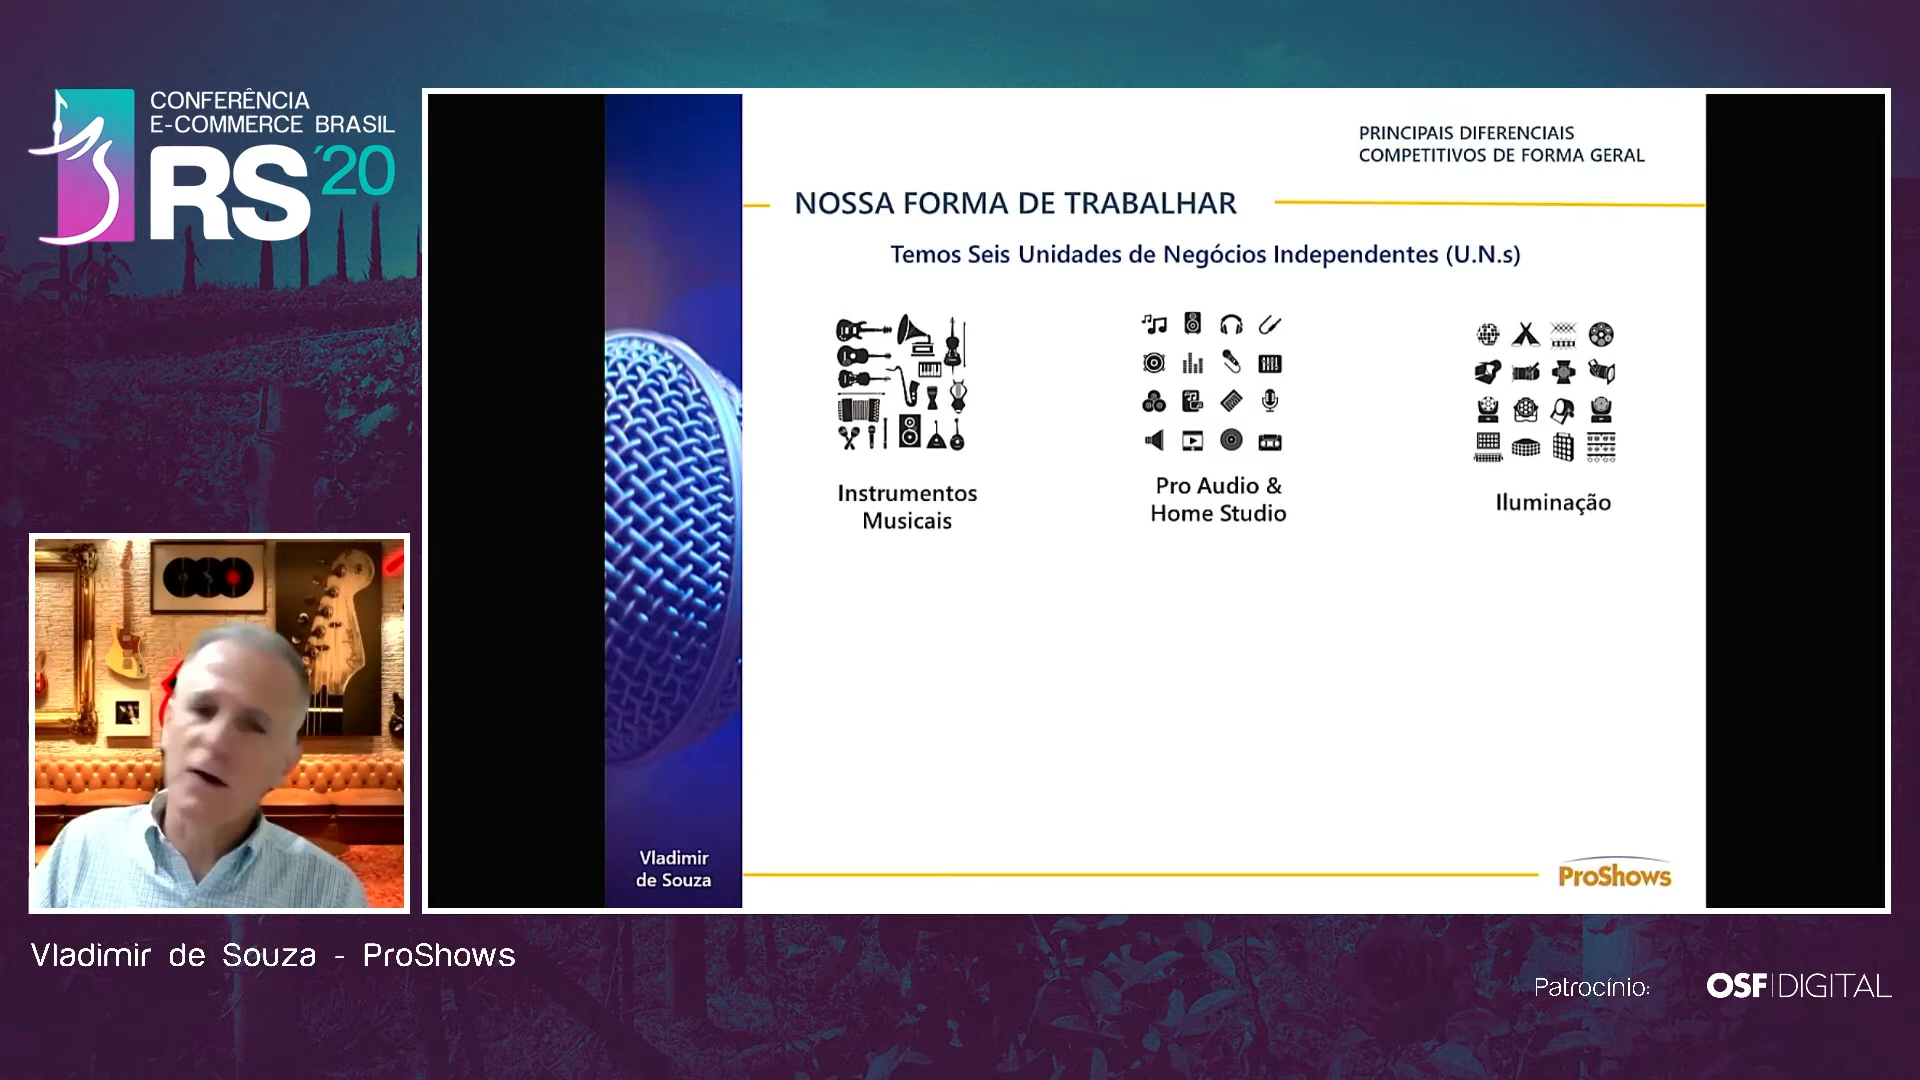 CONFERÊNCIA
E-COMMERCE BRASIL
RS'20
PRINCIPAIS DIFERENCIAIS
COMPETITIVOS DE FORMA GERAL
NOSSA FORMA DE TRABALHAR
Temos Seis Unidades de Negócios Independentes (U.N.s)
Instrumentos
Musicais
Pro Audio &
Home Studio
Iluminação
Vladimir
de Souza
ProShows
Vladimir de Souza - ProShows
Patrocínio:
OSF|DIGITAL